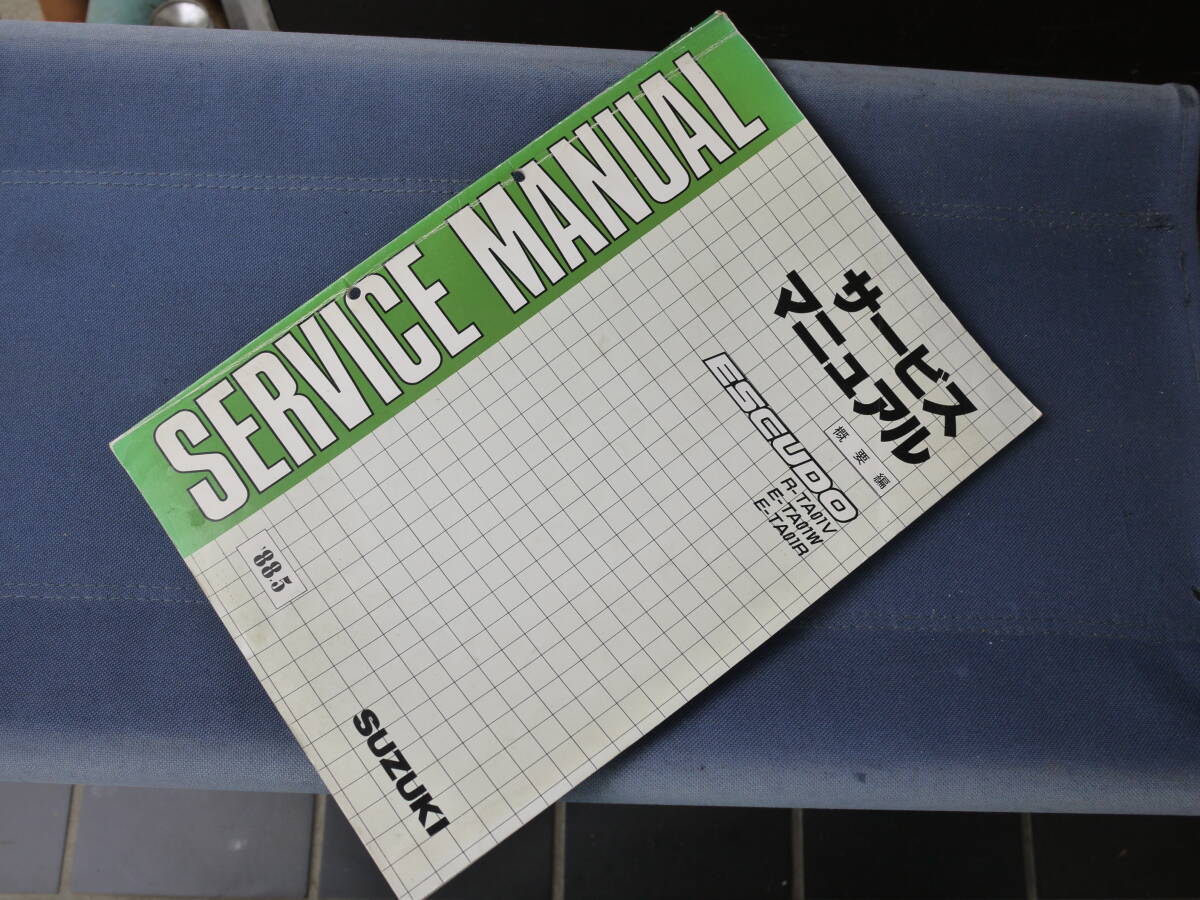 SERVICE MANUAL
サービス
マニュアル
概要編
ESCUDO
R-TA01V
E-TA01W
E-TA01R
'88.5
SUZUKI